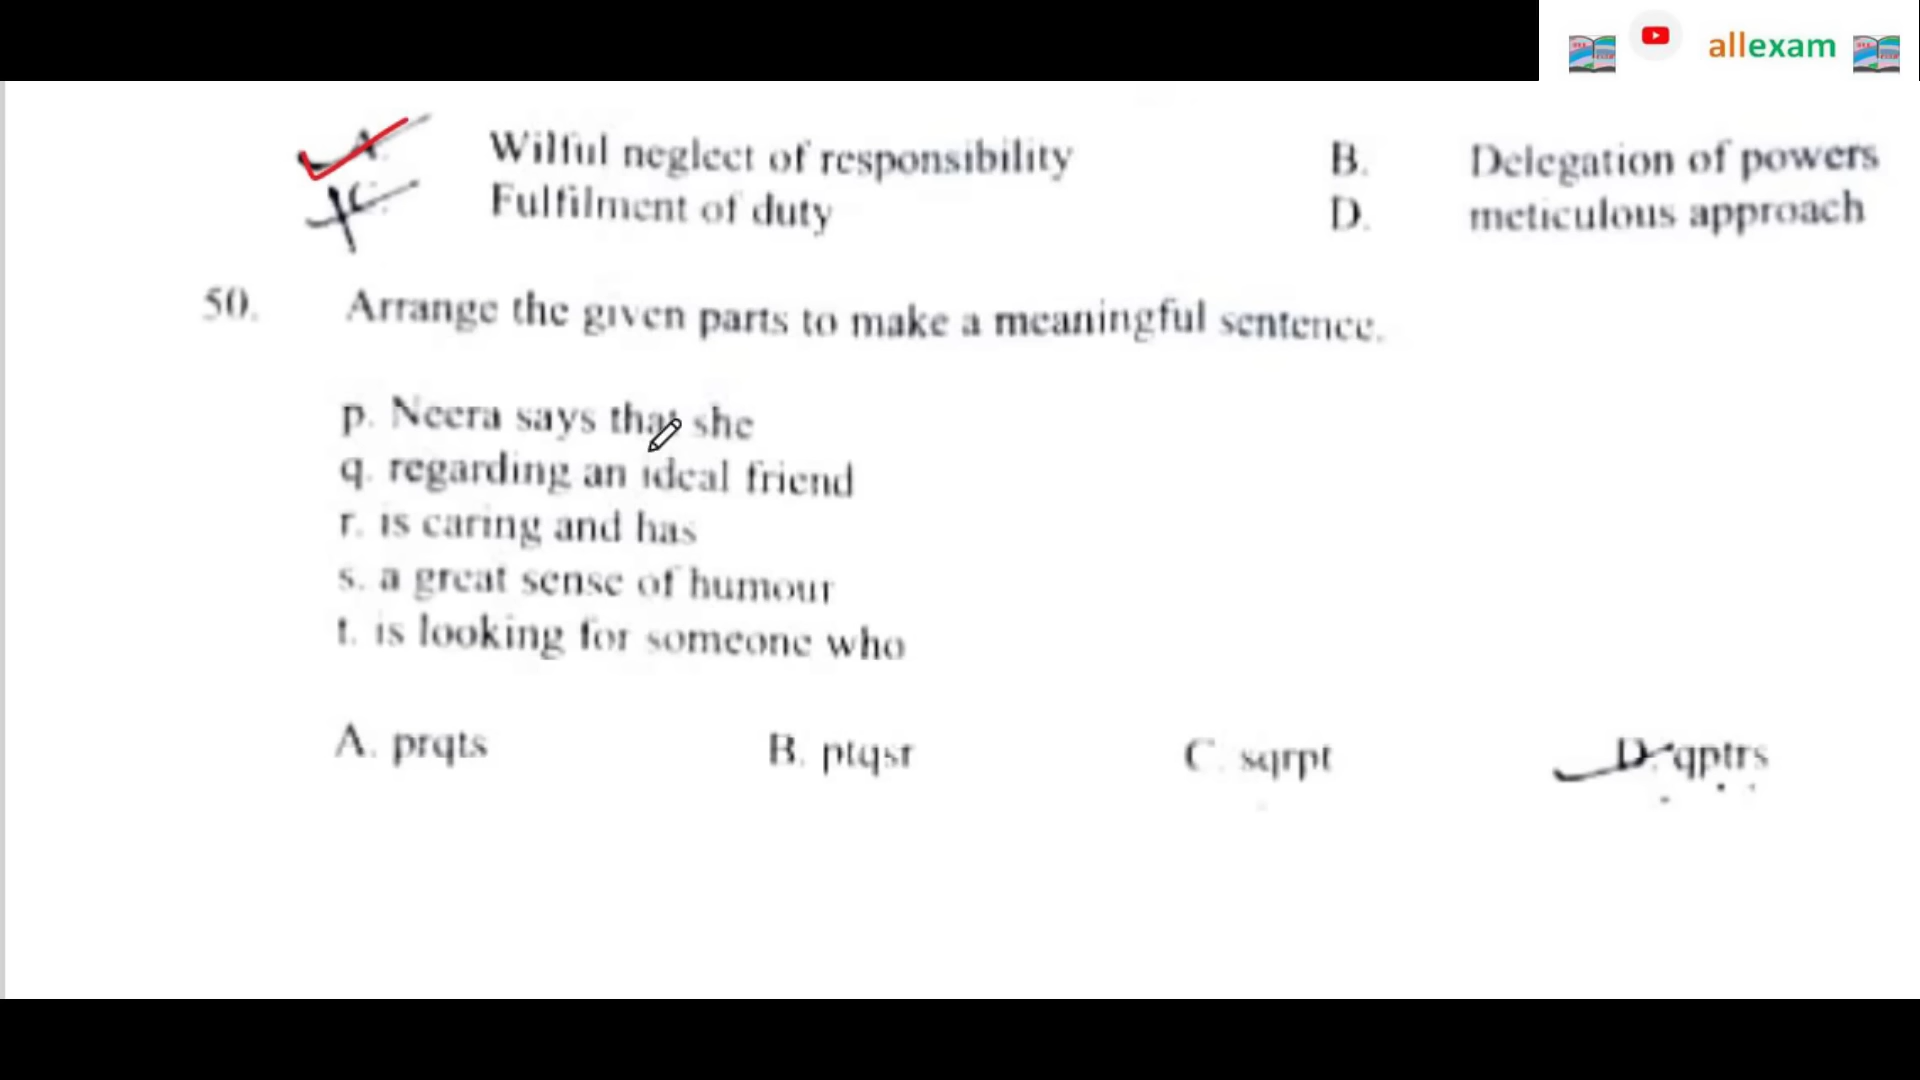 allexam
A. Wilful neglect of responsibility B. Delegation of powers
C. Fulfilment of duty D. meticulous approach
50. Arrange the given parts to make a meaningful sentence.
p. Neera says that she
q. regarding an ideal friend
r. is caring and has
s. a great sense of humour
t. is looking for someone who
A. prqts B. ptqsr C. sqrpt D. qptrs